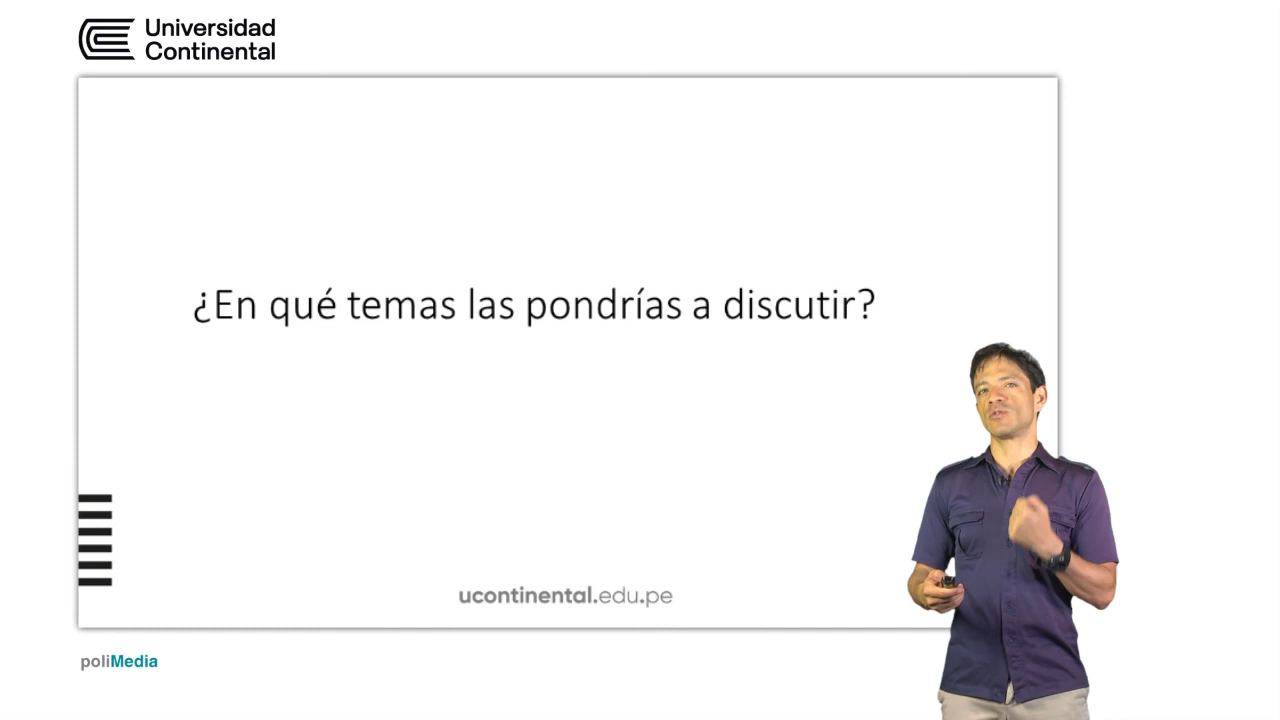 Universidad
Continental
¿En qué temas las pondrías a discutir?
ucontinental.edu.pe
poliMedia